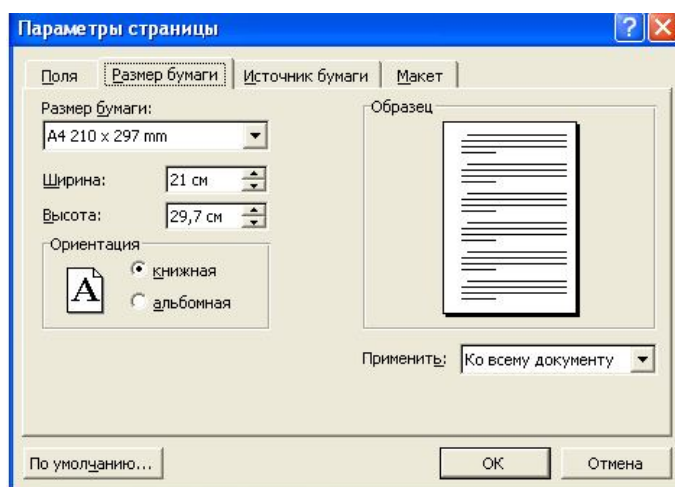 Параметры страницы
Поля Размер бумаги Источник бумаги Макет
Размер бумаги:
A4 210 x 297 mm
Ширина: 21 см
Высота: 29,7 см
Ориентация
A
книжная
альбомная
Образец
Применить: Ко всему документу
По умолчанию... ОК Отмена